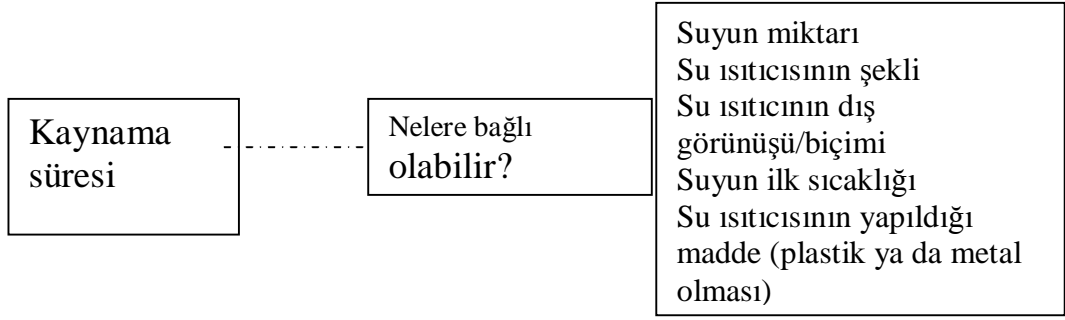 Kaynama
süresi
Nelere bağlı
olabilir?
Suyun miktarı
Su ısıtıcısının şekli
Su ısıtıcının dış
görünüşü/biçimi
Suyun ilk sıcaklığı
Su ısıtıcısının yapıldığı
madde (plastik ya da metal
olması)